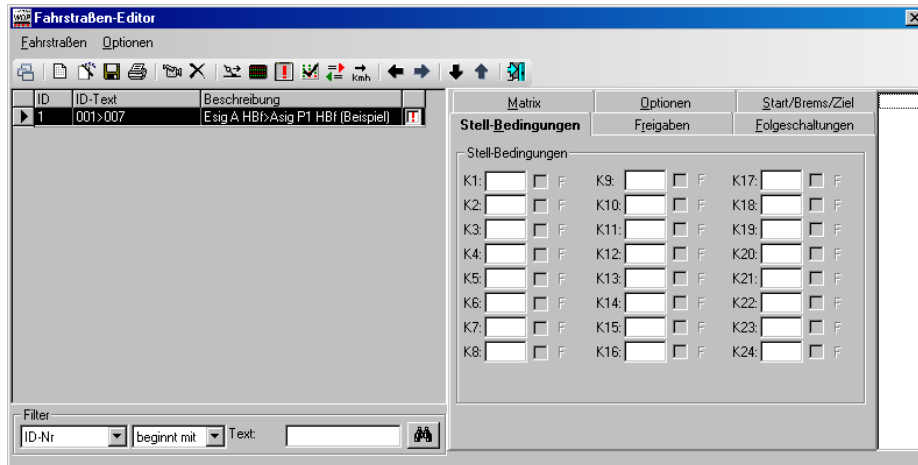 WDP Fahrstraßen-Editor
Fahrstraßen Optionen
kmh
ID ID-Text Beschreibung
1 001>007 Esig A HBf>Asig P1 HBf (Beispiel)
Matrix Optionen Start/Brems/Ziel
Stell-Bedingungen Freigaben Folgeschaltungen
Stell-Bedingungen
K1: F K9: F K17: F
K2: F K10: F K18: F
K3: F K11: F K19: F
K4: F K12: F K20: F
K5: F K13: F K21: F
K6: F K14: F K22: F
K7: F K15: F K23: F
K8: F K16: F K24: F
Filter
ID-Nr beginnt mit Text: